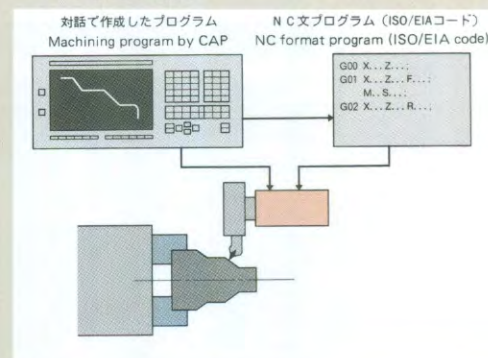 対話で作成したプログラム
Machining program by CAP
NC文プログラム（ISO/EIAコード）
NC format program (ISO/EIA code)
G00 X...Z...;
G01 X...Z...F...;
M..S...;
G02 X...Z...R...;